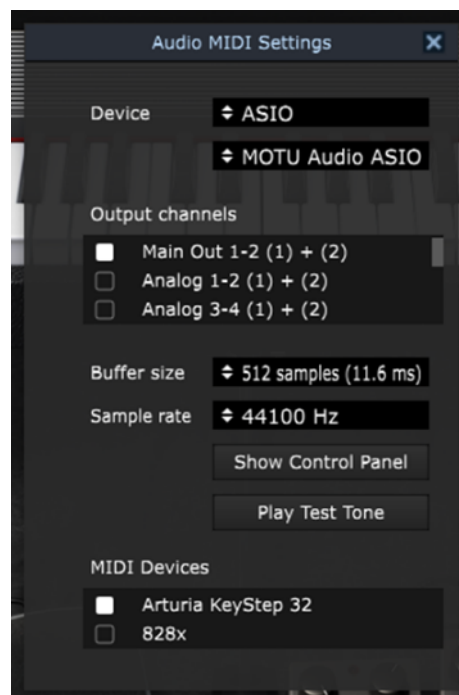 Audio MIDI Settings
Device ASIO
MOTU Audio ASIO
Output channels
Main Out 1-2 (1) + (2)
Analog 1-2 (1) + (2)
Analog 3-4 (1) + (2)
Buffer size 512 samples (11.6 ms)
Sample rate 44100 Hz
Show Control Panel
Play Test Tone
MIDI Devices
Arturia KeyStep 32
828x